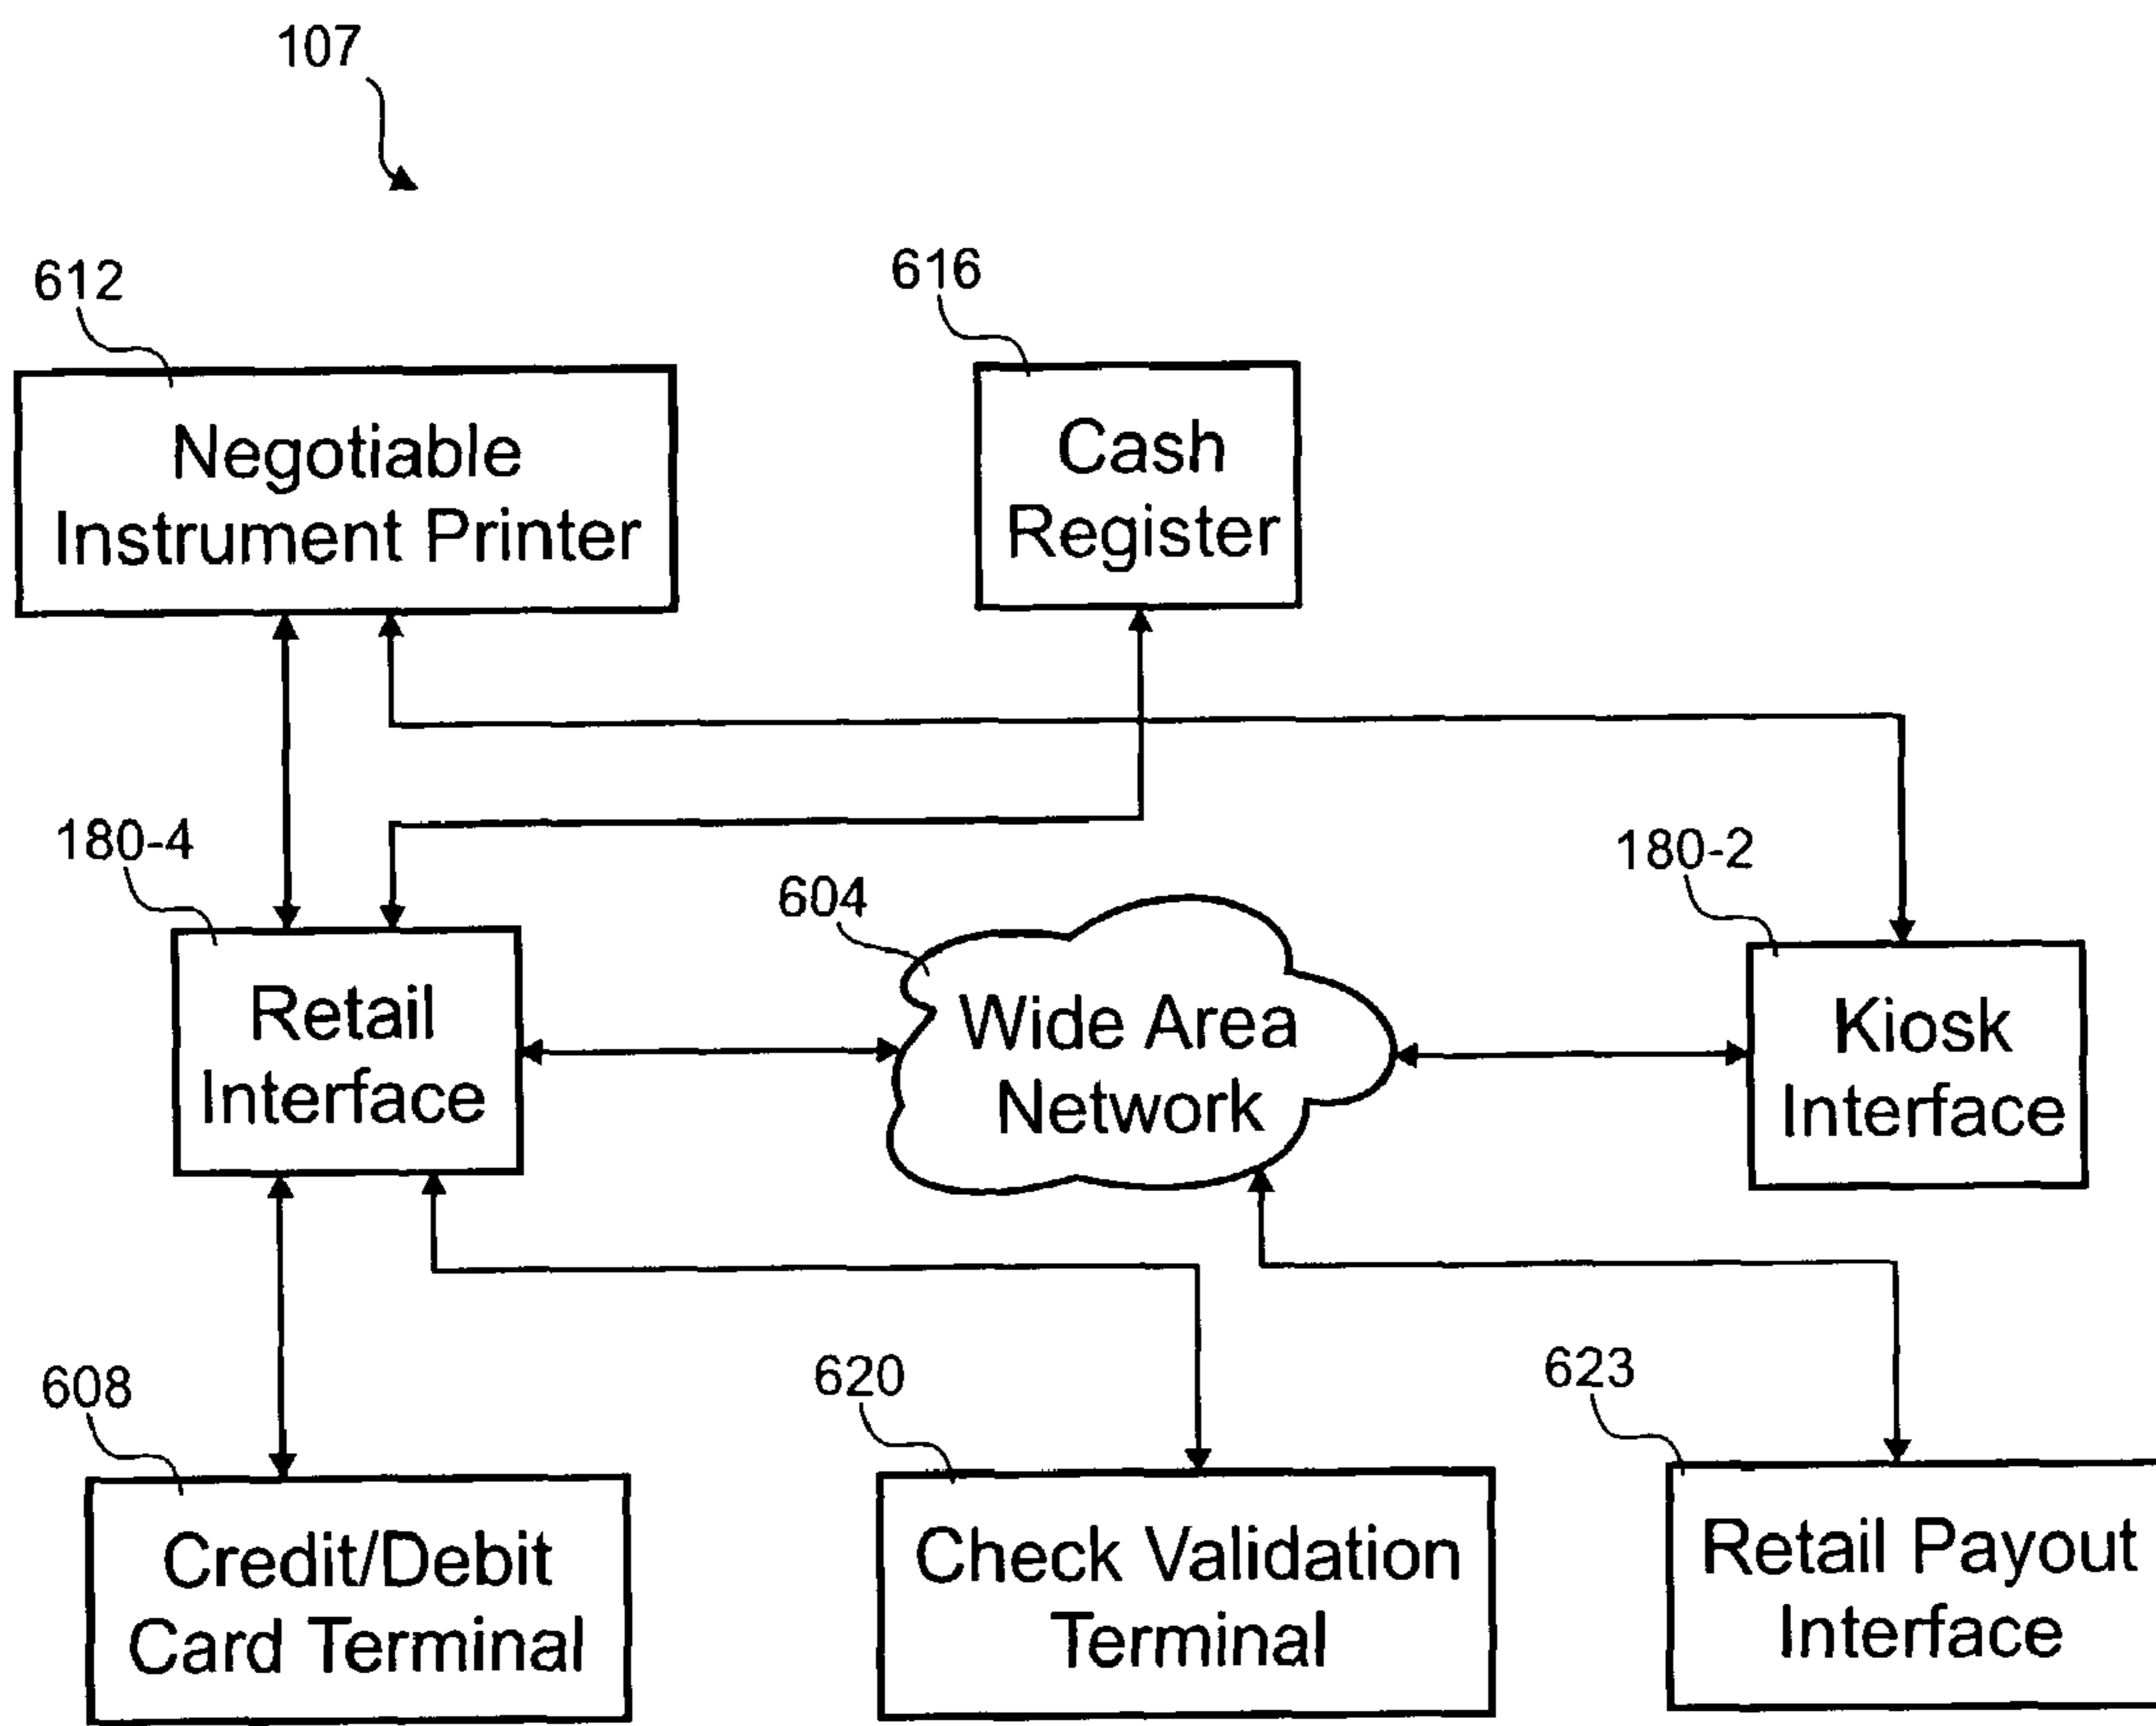 107
612
616
Negotiable
Instrument Printer
Cash
Register
180-4
604
180-2
Retail
Interface
Wide Area
Network
Kiosk
Interface
608
620
623
Credit/Debit
Card Terminal
Check Validation
Terminal
Retail Payout
Interface